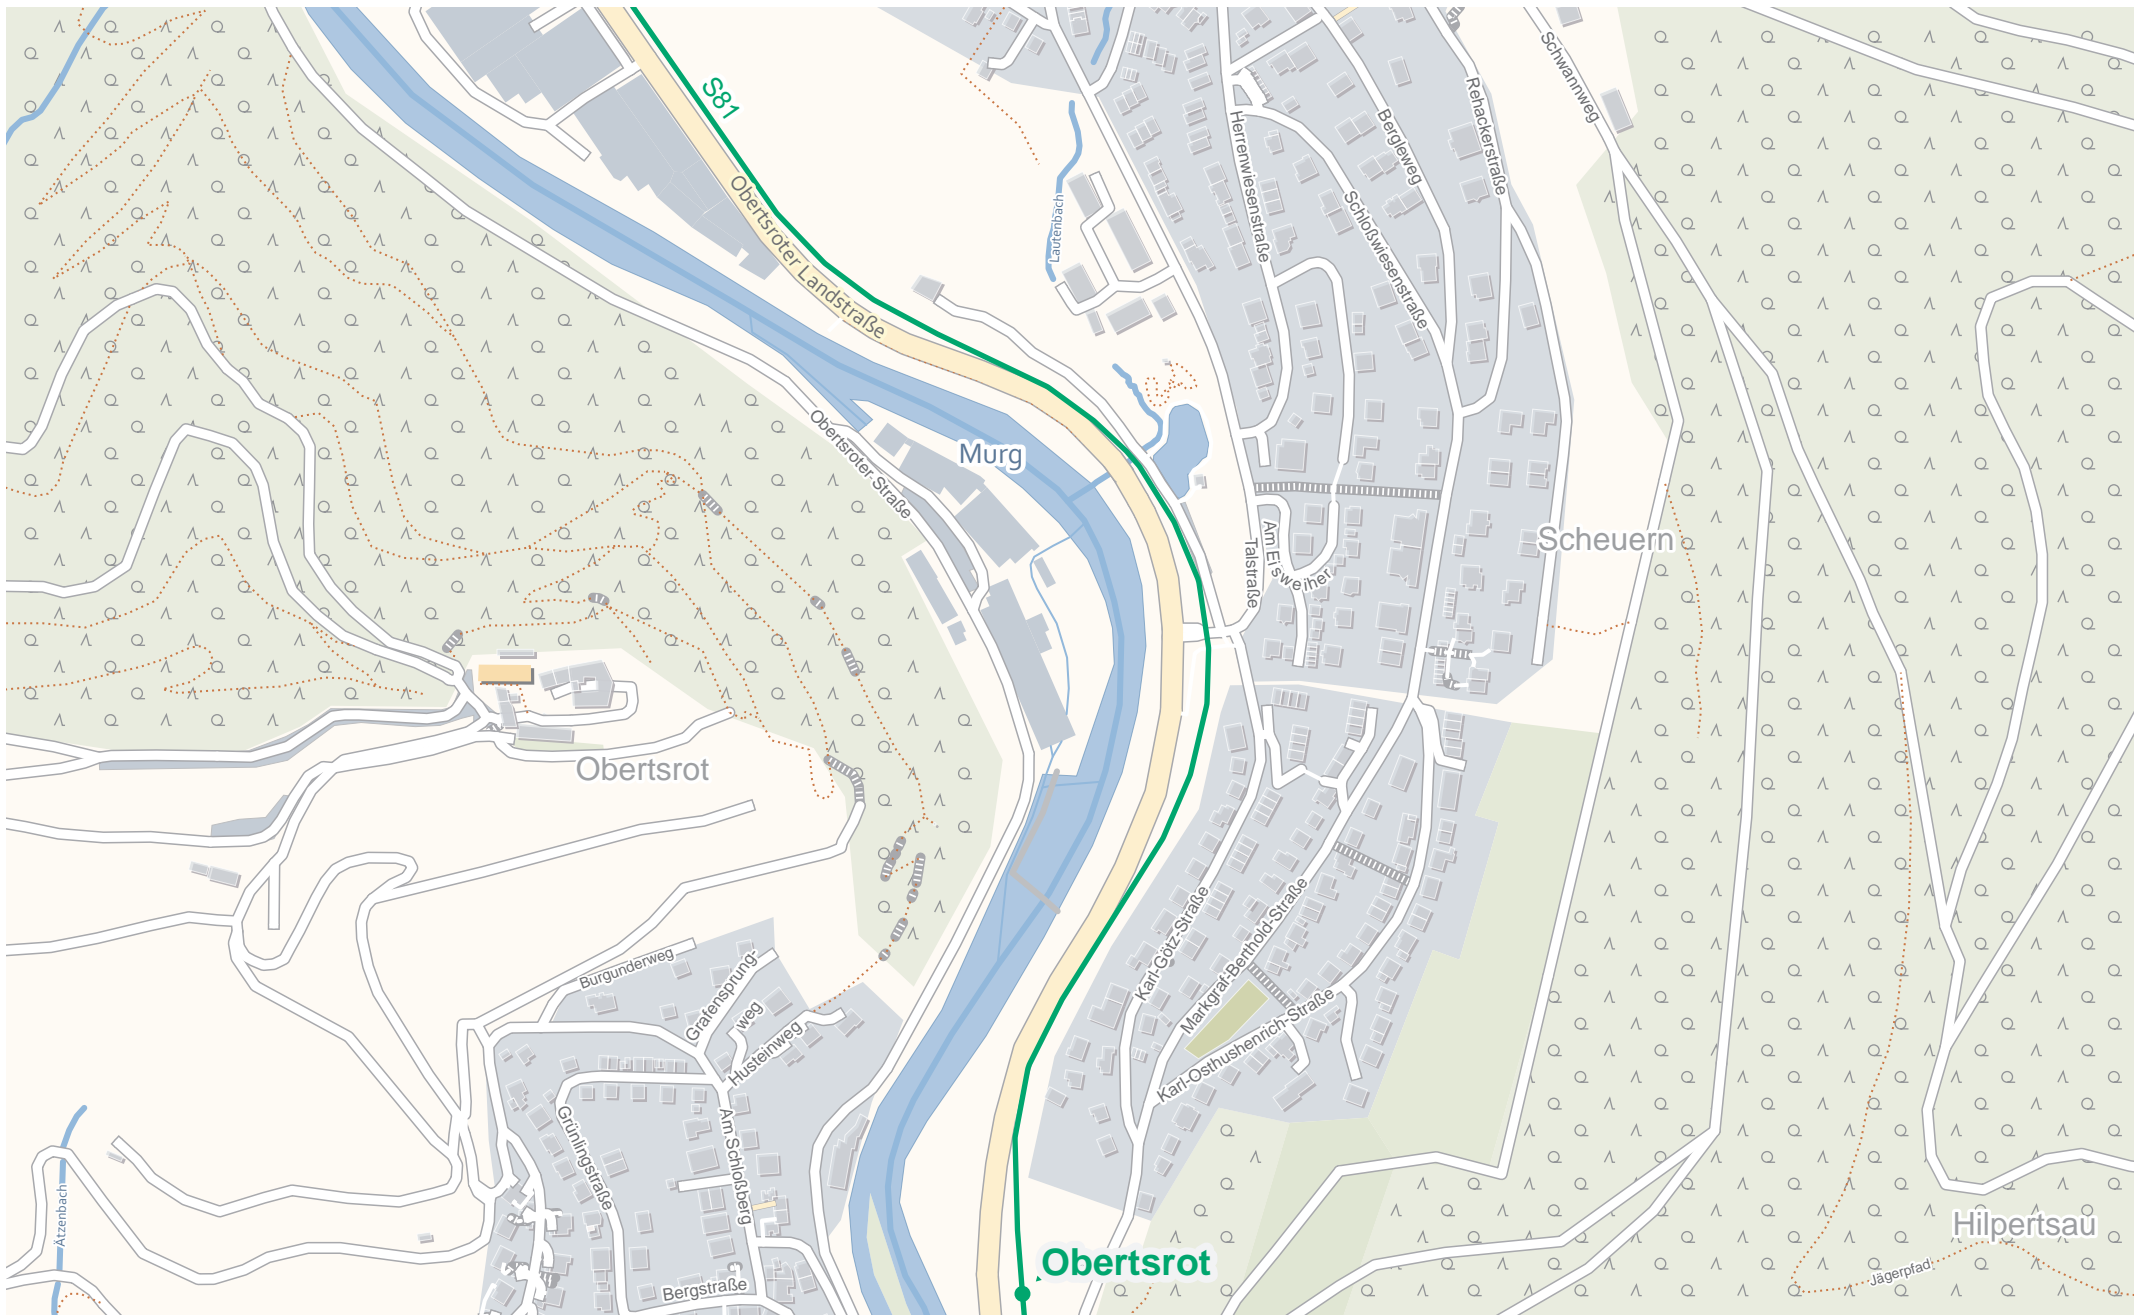 S81
Schwannweg
Rehackerstraße
Bergleweg
Herrenwiesenstraße
Schloßwiesenstraße
Obertsroter Landstraße
Lautenbach
Obertsroter-Straße
Murg
Scheuern
Talstraße
Am Eisweiher
Obertsrot
Karl-Götz-Straße
Markgraf-Berthold-Straße
Karl-Osthushenrich-Straße
Burgunderweg
Grafensprung-
weg
Husteinweg
Grünlingstraße
Am Schloßberg
Ätzenbach
Bergstraße
Obertsrot
Hilpertsau
Jägerpfad